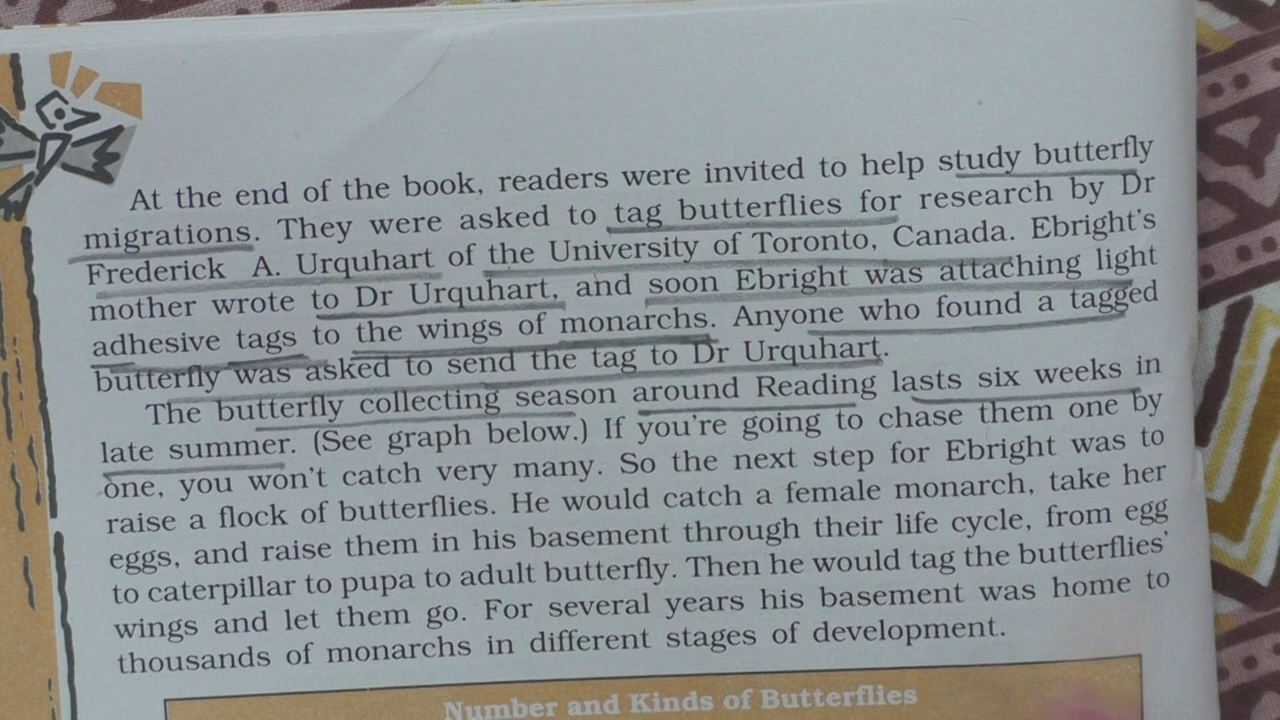 At the end of the book, readers were invited to help study butterfly
migrations. They were asked to tag butterflies for research by Dr
Frederick A. Urquhart of the University of Toronto, Canada. Ebright's
mother wrote to Dr Urquhart, and soon Ebright was attaching light
adhesive tags to the wings of monarchs. Anyone who found a tagged
butterfly was asked to send the tag to Dr Urquhart.
The butterfly collecting season around Reading lasts six weeks in
late summer. (See graph below.) If you're going to chase them one by
one, you won't catch very many. So the next step for Ebright was to
raise a flock of butterflies. He would catch a female monarch, take her
eggs, and raise them in his basement through their life cycle, from egg
to caterpillar to pupa to adult butterfly. Then he would tag the butterflies'
wings and let them go. For several years his basement was home to
thousands of monarchs in different stages of development.
Number and Kinds of Butterflies